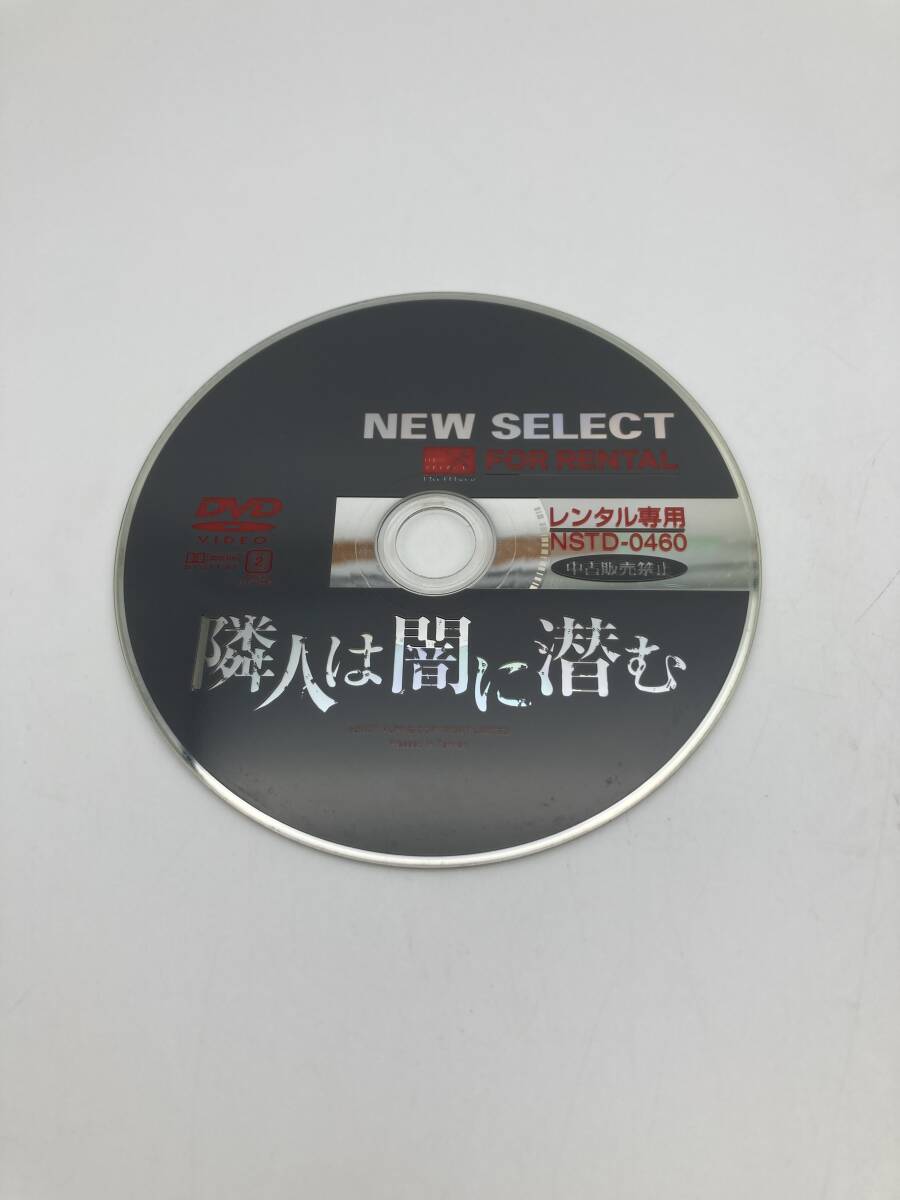 NEW SELECT
FOR RENTAL
DVD
VIDEO
2
レンタル専用
NSTD-0460
中古販売禁止
隣人は闇に潜む